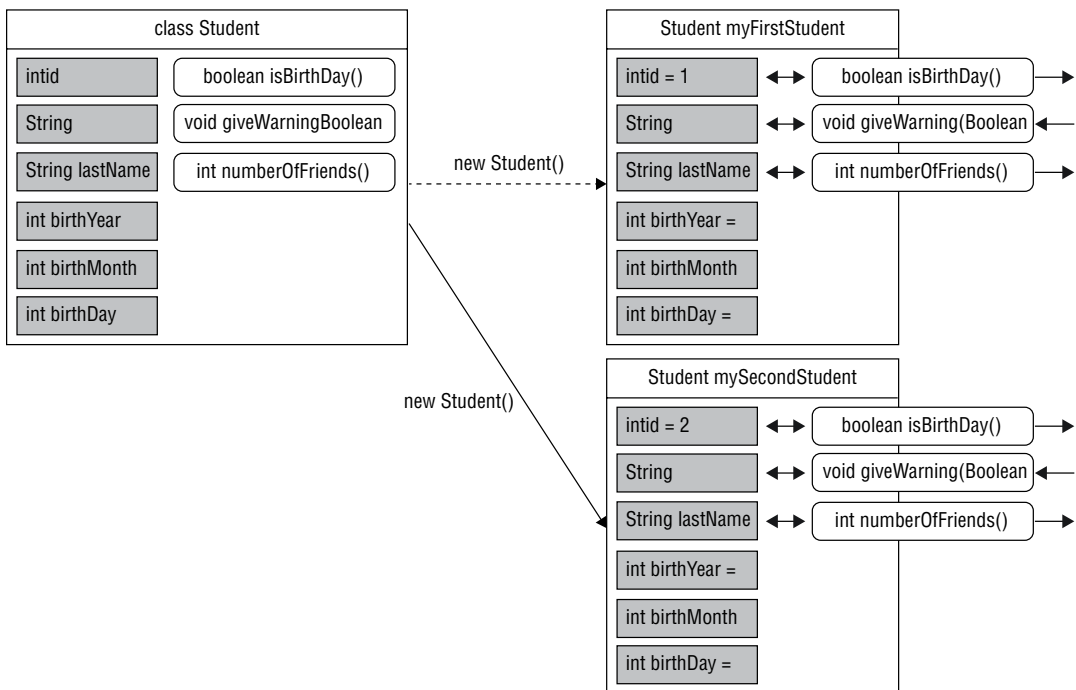 class Student
intid
boolean isBirthDay()
String
void giveWarningBoolean
String lastName
int numberOfFriends()
int birthYear
int birthMonth
int birthDay
new Student()
new Student()
Student myFirstStudent
intid = 1
boolean isBirthDay()
String
void giveWarning(Boolean
String lastName
int numberOfFriends()
int birthYear =
int birthMonth
int birthDay =
Student mySecondStudent
intid = 2
boolean isBirthDay()
String
void giveWarning(Boolean
String lastName
int numberOfFriends()
int birthYear =
int birthMonth
int birthDay =